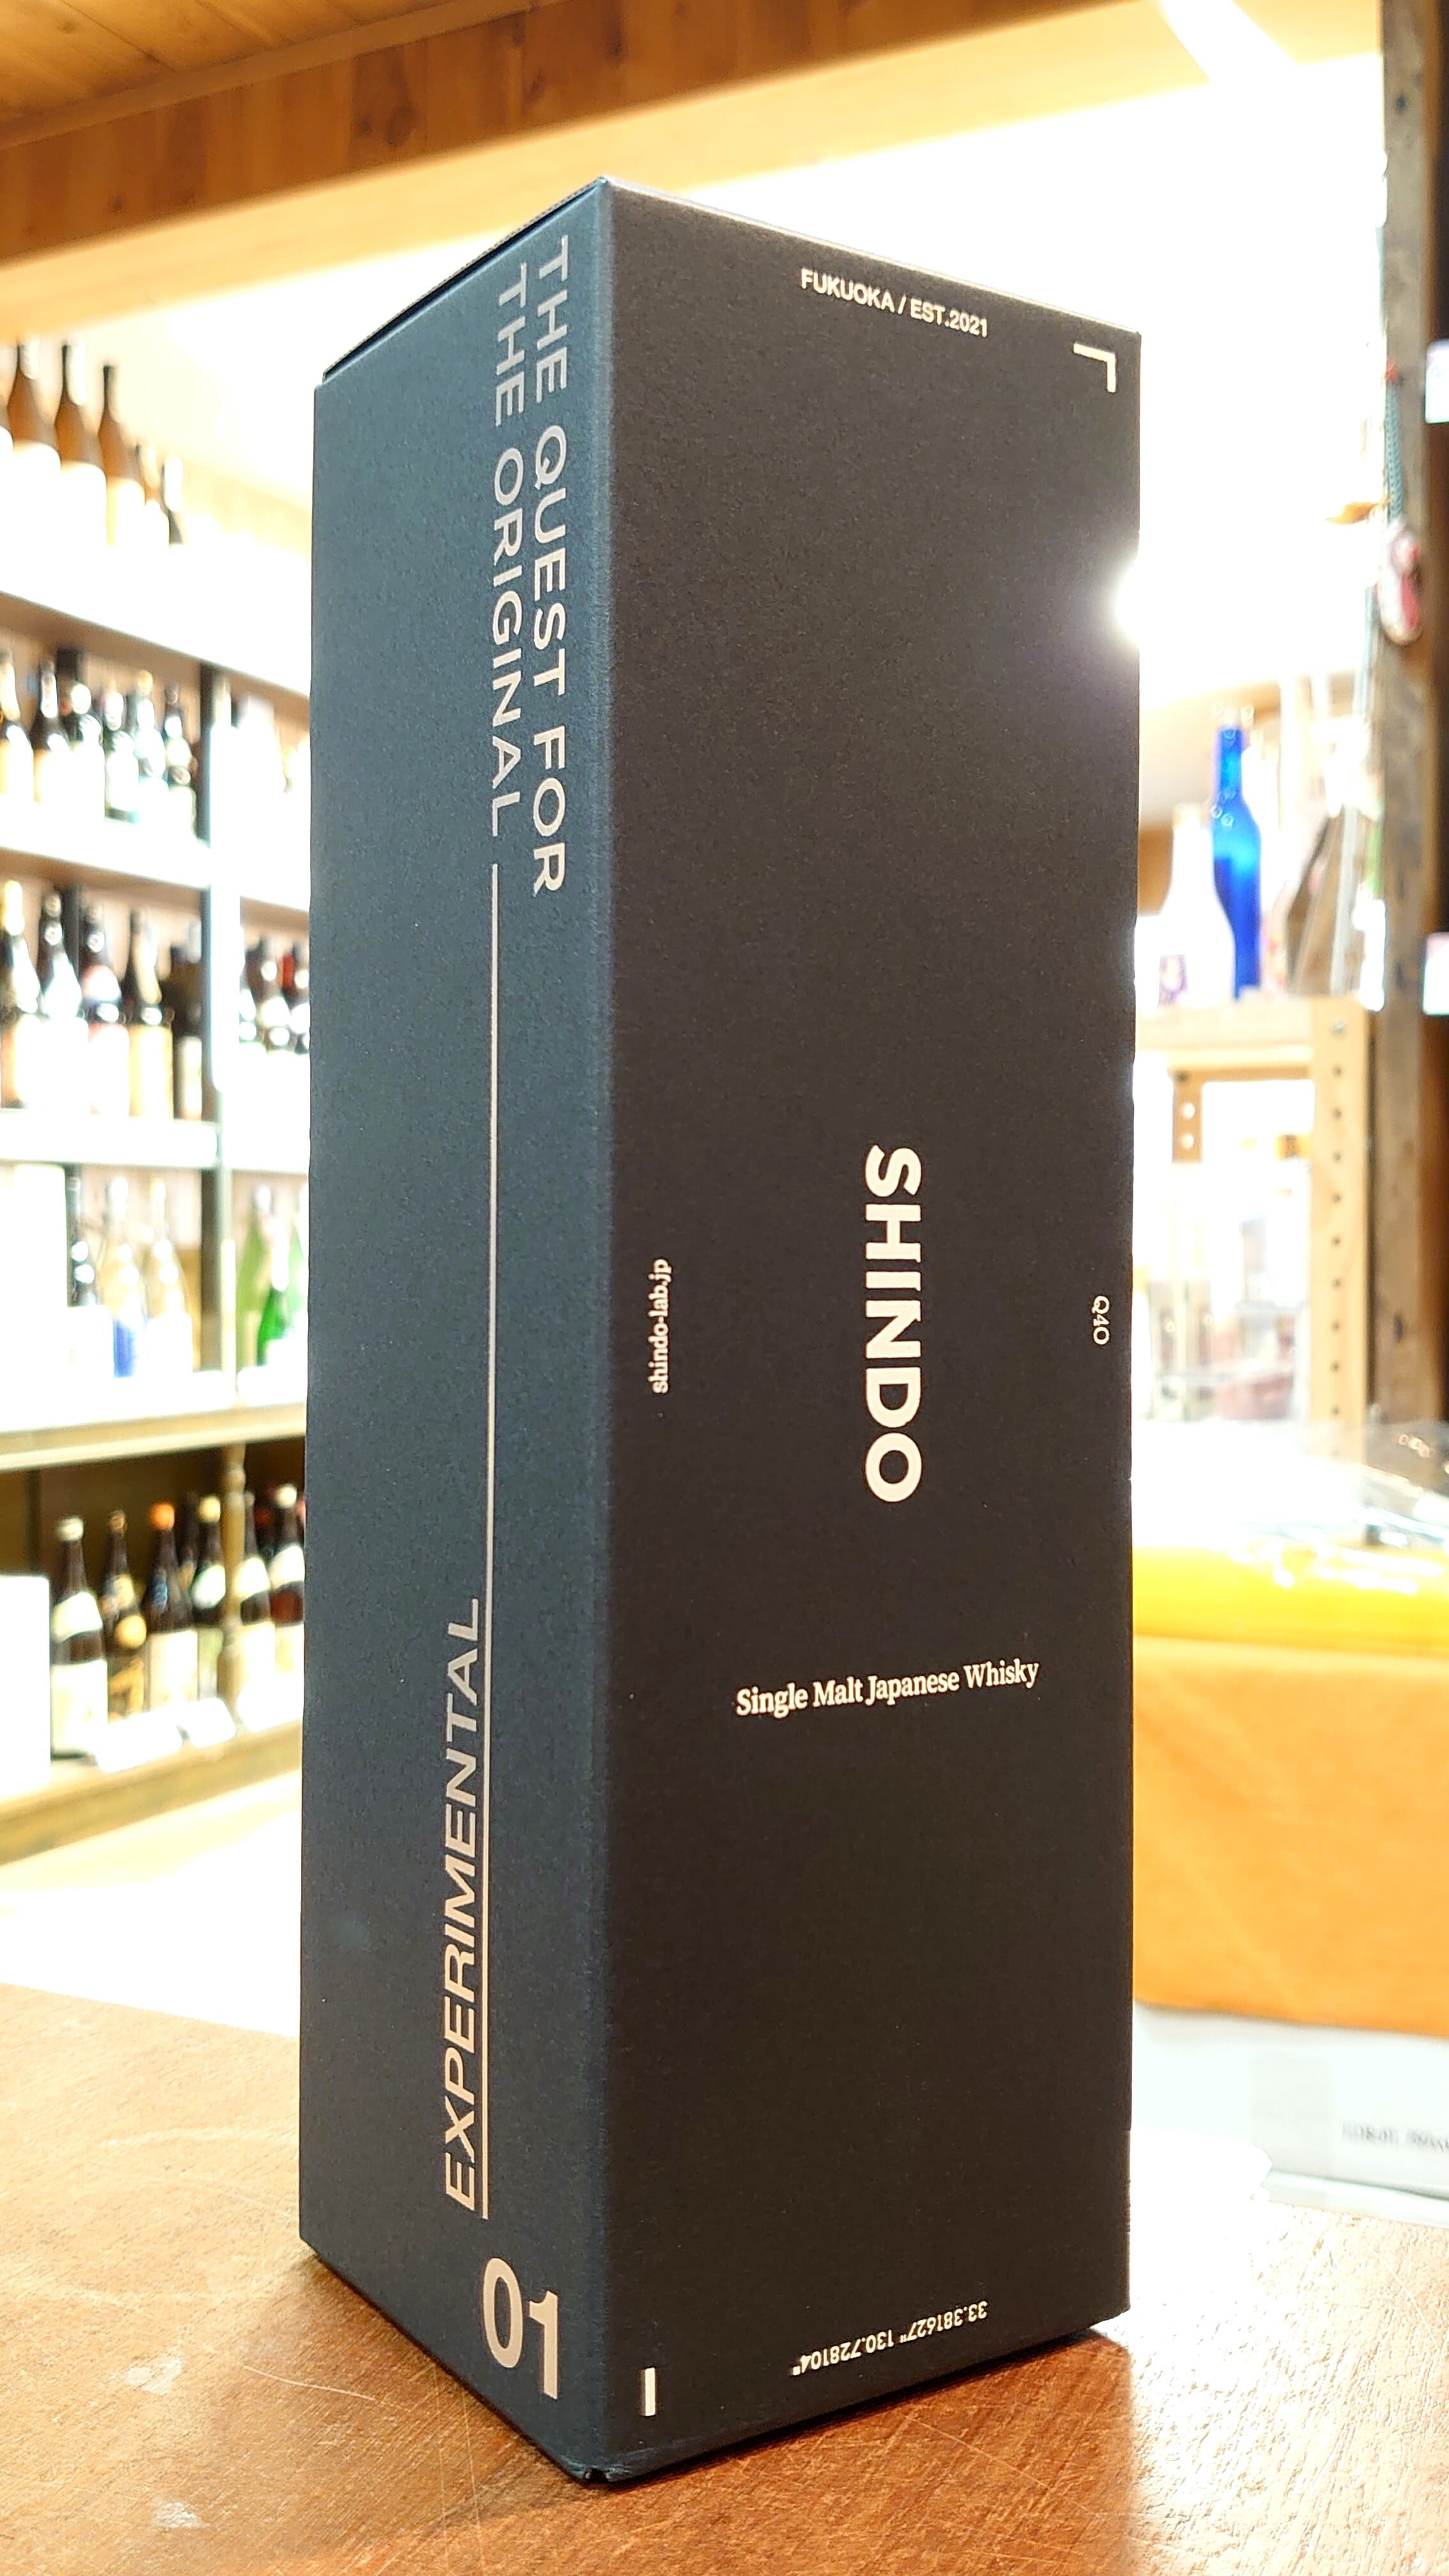 THE QUEST FOR
THE ORIGINAL
EXPERIMENTAL
01
FUKUOKA / EST.2021
shindo-lab.jp
SHINDO
Q40
Single Malt Japanese Whisky
33.381627" 130.728104"